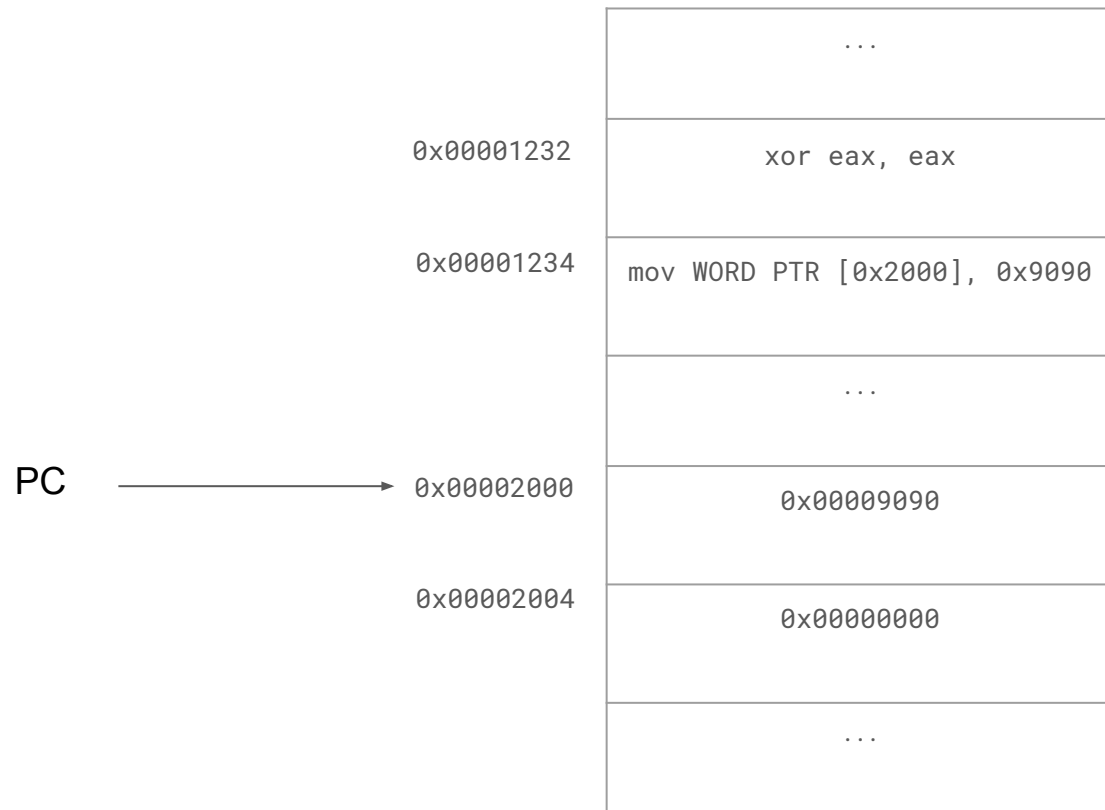 ...
0x00001232 xor eax, eax
0x00001234 mov WORD PTR [0x2000], 0x9090
...
PC 0x00002000 0x00009090
0x00002004 0x00000000
...